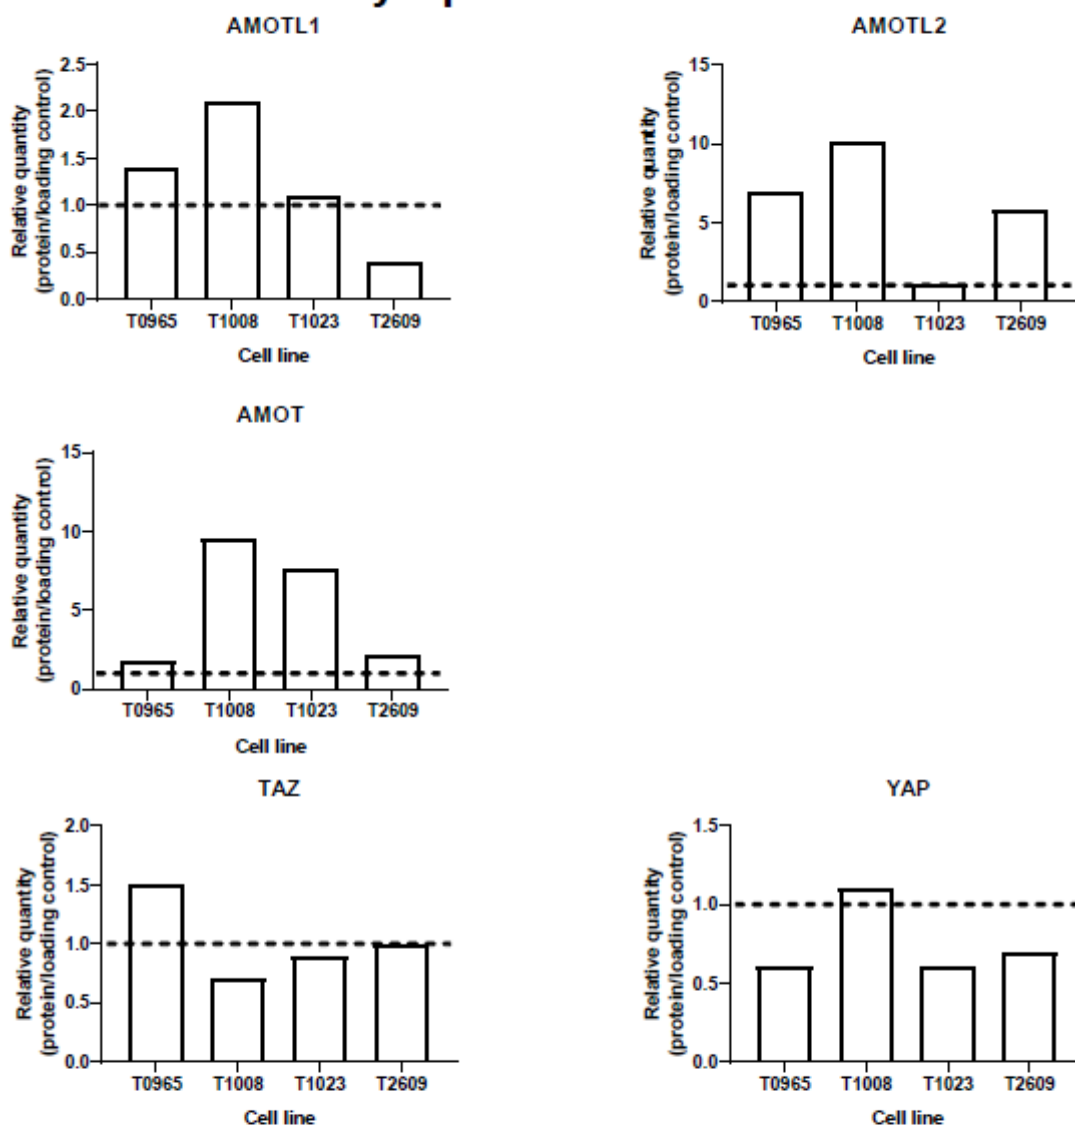 AMOTL1
Relative quantity
(protein/loading control)
2.5
2.0
1.5
1.0
0.5
0.0
T0965 T1008 T1023 T2609
Cell line
AMOTL2
Relative quantity
(protein/loading control)
15
10
5
0
T0965 T1008 T1023 T2609
Cell line
AMOT
Relative quantity
(protein/loading control)
15
10
5
0
T0965 T1008 T1023 T2609
Cell line
TAZ
Relative quantity
(protein/loading control)
2.0
1.5
1.0
0.5
0.0
T0965 T1008 T1023 T2609
Cell line
YAP
Relative quantity
(protein/loading control)
1.5
1.0
0.5
0.0
T0965 T1008 T1023 T2609
Cell line